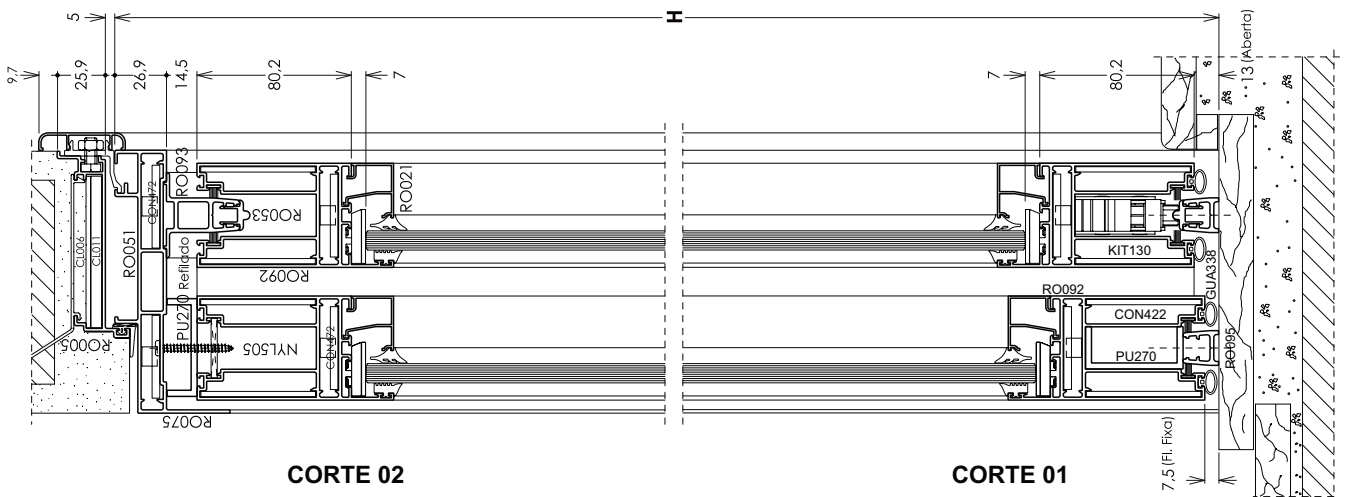 5
H
9,7
25,9
26,9
14,5
80,2
7
7
80,2
13 (Aberta)
CL006
CL011
RO051
CON472
RO093
RO053
RO021
PU270 Refilado
RO092
KIT130
GUA338
RO092
CON422
RO005
NYL505
CON472
PU270
RO095
RO075
7,5 (Fl. Fixa)
CORTE 02
CORTE 01